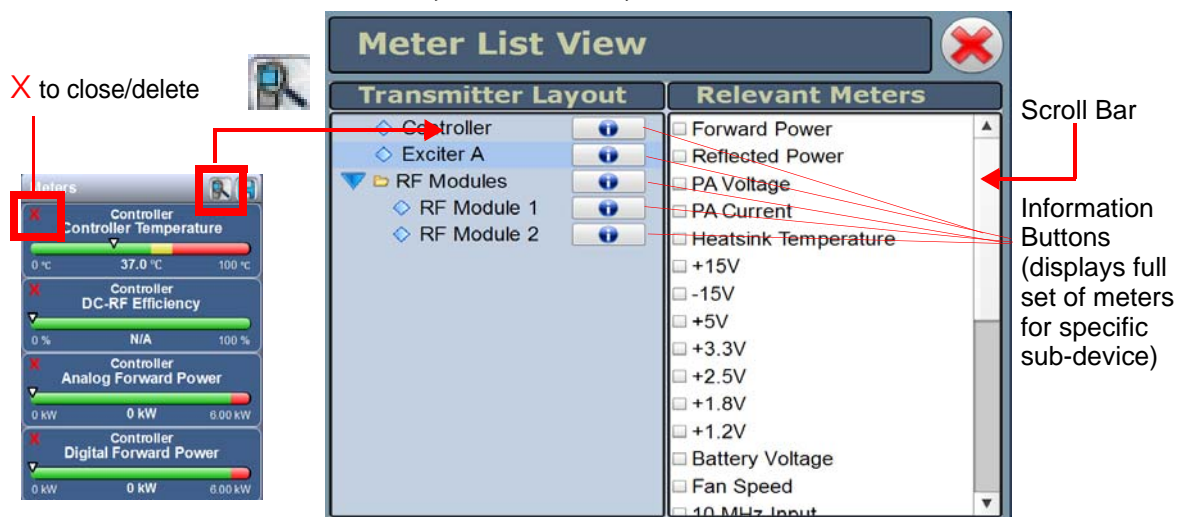 X to close/delete
Meters
X Controller
Controller Temperature
0 °C 37.0 °C 100 °C
X Controller
DC-RF Efficiency
0 % N/A 100 %
X Controller
Analog Forward Power
0 kW 0 kW 6.00 kW
X Controller
Digital Forward Power
0 kW 0 kW 6.00 kW
Meter List View
Transmitter Layout
Controller
Exciter A
RF Modules
RF Module 1
RF Module 2
Relevant Meters
Forward Power
Reflected Power
PA Voltage
PA Current
Heatsink Temperature
+15V
-15V
+5V
+3.3V
+2.5V
+1.8V
+1.2V
Battery Voltage
Fan Speed
10 MHz Input
Scroll Bar
Information
Buttons
(displays full
set of meters
for specific
sub-device)